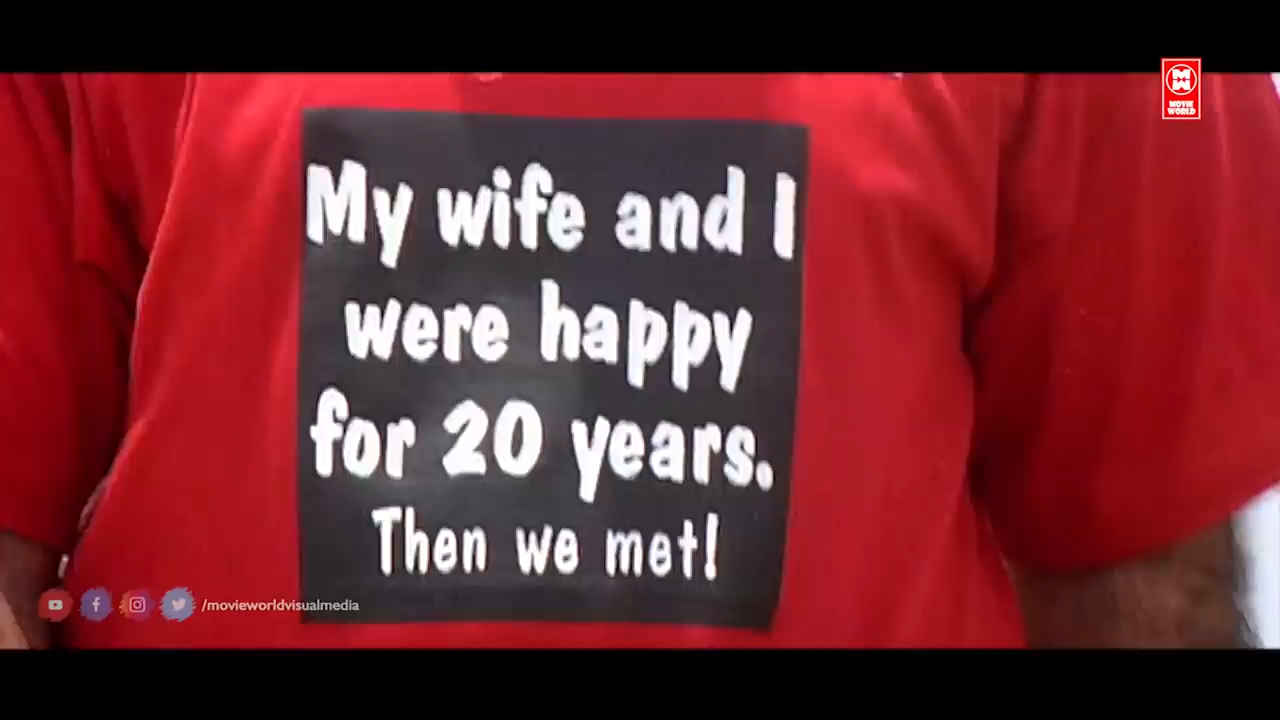 MOVIE
WORLD
My wife and I
were happy
for 20 years.
Then we met!
/movieworldvisualmedia